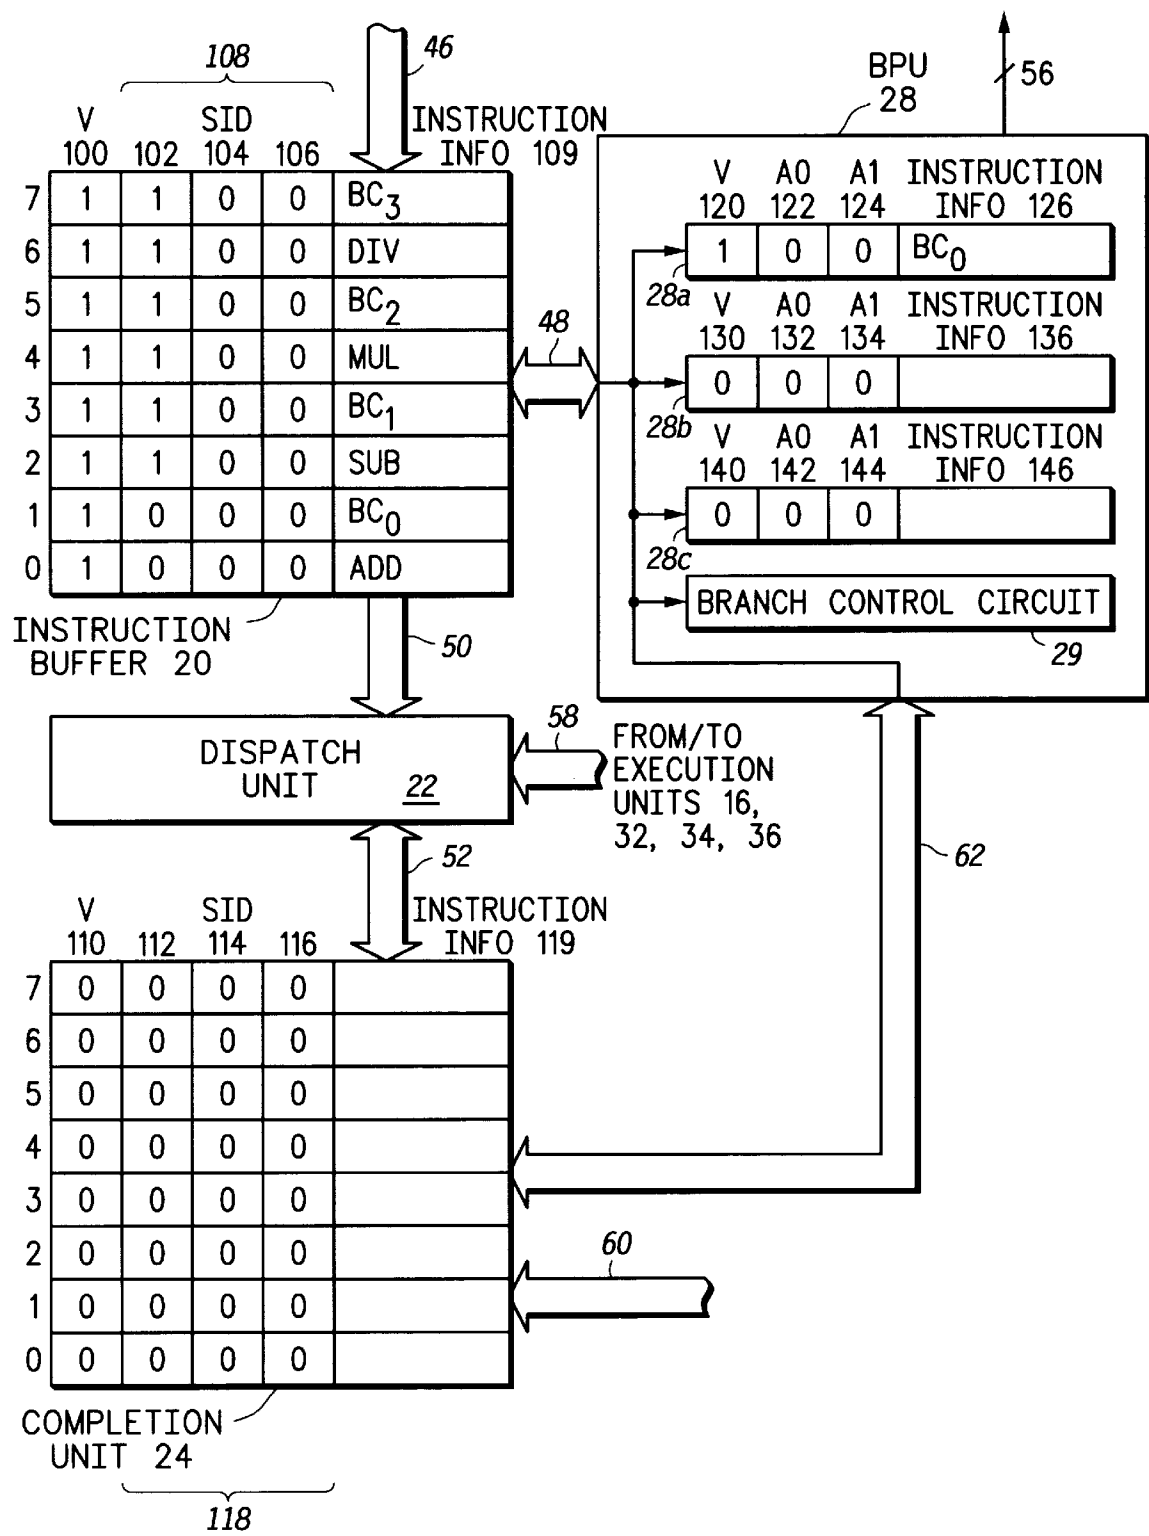 108
46
56
BPU
28
V SID INSTRUCTION
100 102 104 106 INFO 109
7 1 1 0 0 BC3
6 1 1 0 0 DIV
5 1 1 0 0 BC2
4 1 1 0 0 MUL
3 1 1 0 0 BC1
2 1 1 0 0 SUB
1 1 0 0 0 BC0
0 1 0 0 0 ADD
INSTRUCTION
BUFFER 20
48
50
V A0 A1 INSTRUCTION
120 122 124 INFO 126
1 0 0 BC0
28a
V A0 A1 INSTRUCTION
130 132 134 INFO 136
0 0 0
28b
V A0 A1 INSTRUCTION
140 142 144 INFO 146
0 0 0
28c
BRANCH CONTROL CIRCUIT
29
DISPATCH
UNIT 22
58
FROM/TO
EXECUTION
UNITS 16,
32, 34, 36
52
62
V SID INSTRUCTION
110 112 114 116 INFO 119
7 0 0 0 0
6 0 0 0 0
5 0 0 0 0
4 0 0 0 0
3 0 0 0 0
2 0 0 0 0
1 0 0 0 0
0 0 0 0 0
60
COMPLETION
UNIT 24
118